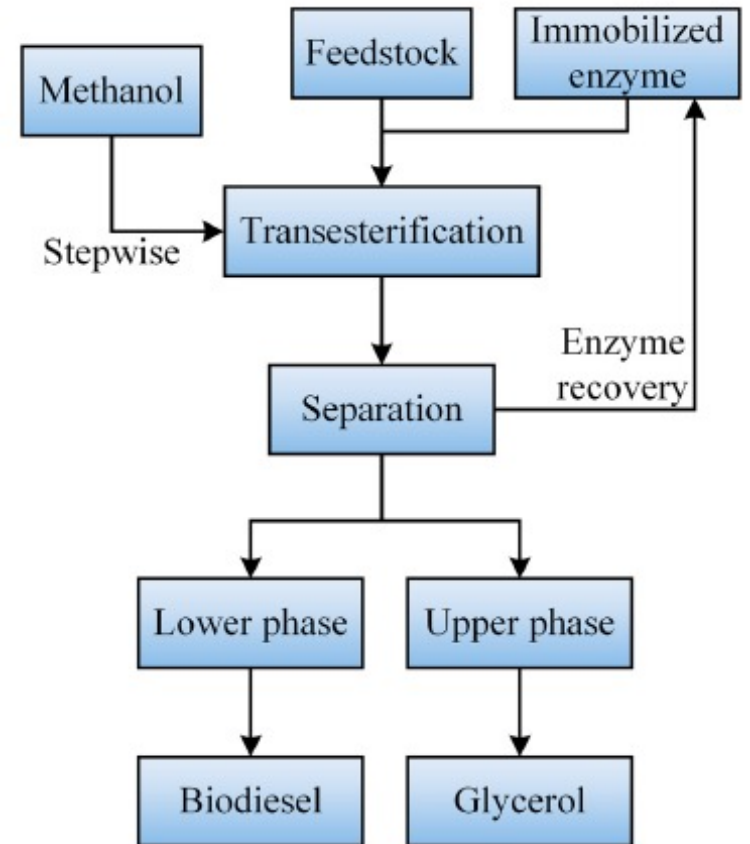 Feedstock
Immobilized
enzyme
Methanol
Transesterification
Stepwise
Enzyme
recovery
Separation
Lower phase
Upper phase
Biodiesel
Glycerol